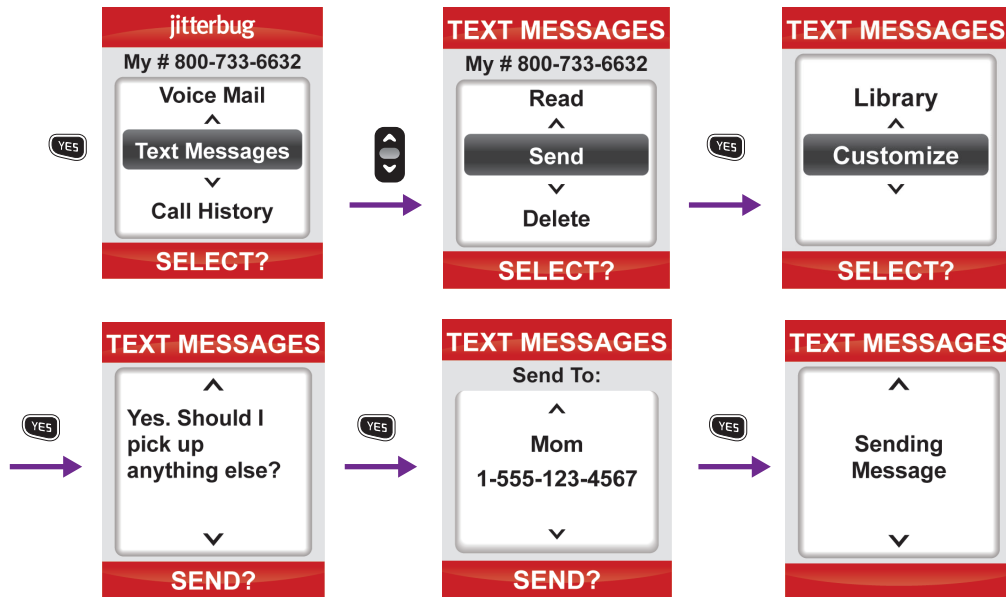 jitterbug
My # 800-733-6632
Voice Mail
Text Messages
Call History
SELECT?
YES
TEXT MESSAGES
My # 800-733-6632
Read
Send
Delete
SELECT?
YES
TEXT MESSAGES
Library
Customize
SELECT?
YES
TEXT MESSAGES
Yes. Should I
pick up
anything else?
SEND?
YES
TEXT MESSAGES
Send To:
Mom
1-555-123-4567
SEND?
YES
TEXT MESSAGES
Sending
Message